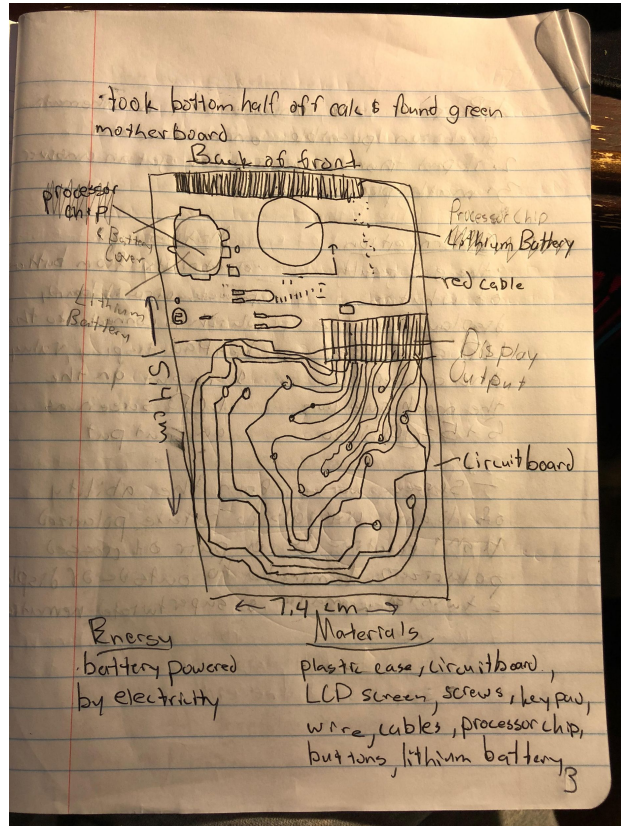 ·took bottom half off calc & found green
motherboard
Back of front
processor
chip
& Battery
Cover
Lithium
Battery
Processor chip
Lithium Battery
red cable
Display
Output
15,4 cm
Circuitboard
7,4 cm
Energy
·battery powered
by electricity
Materials
plastic case, circuitboard,
LCD screen, screws, keypad,
wire, cables, processor chip,
buttons, lithium battery
3